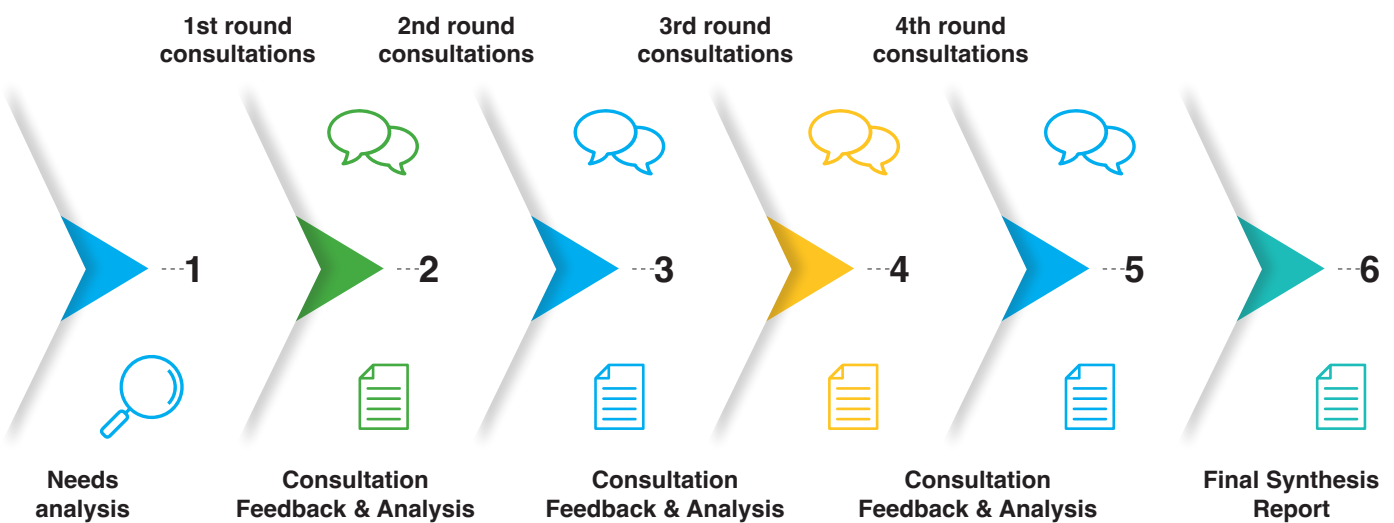 1st round
consultations
2nd round
consultations
3rd round
consultations
4th round
consultations
1
2
3
4
5
6
Needs
analysis
Consultation
Feedback & Analysis
Consultation
Feedback & Analysis
Consultation
Feedback & Analysis
Final Synthesis
Report